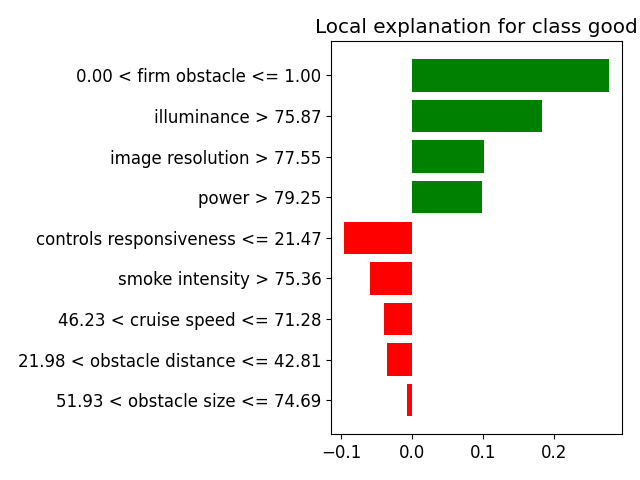 Local explanation for class good
0.00 < firm obstacle <= 1.00
illuminance > 75.87
image resolution > 77.55
power > 79.25
controls responsiveness <= 21.47
smoke intensity > 75.36
46.23 < cruise speed <= 71.28
21.98 < obstacle distance <= 42.81
51.93 < obstacle size <= 74.69
−0.1 0.0 0.1 0.2